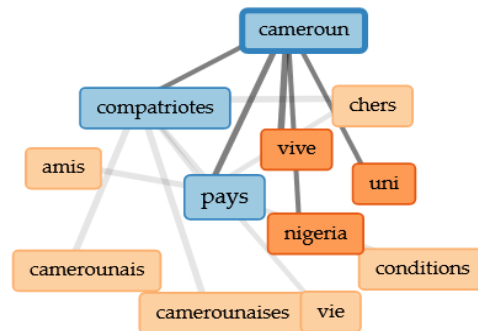 cameroun
compatriotes
chers
vive
amis
uni
pays
nigeria
camerounais
conditions
camerounaises
vie